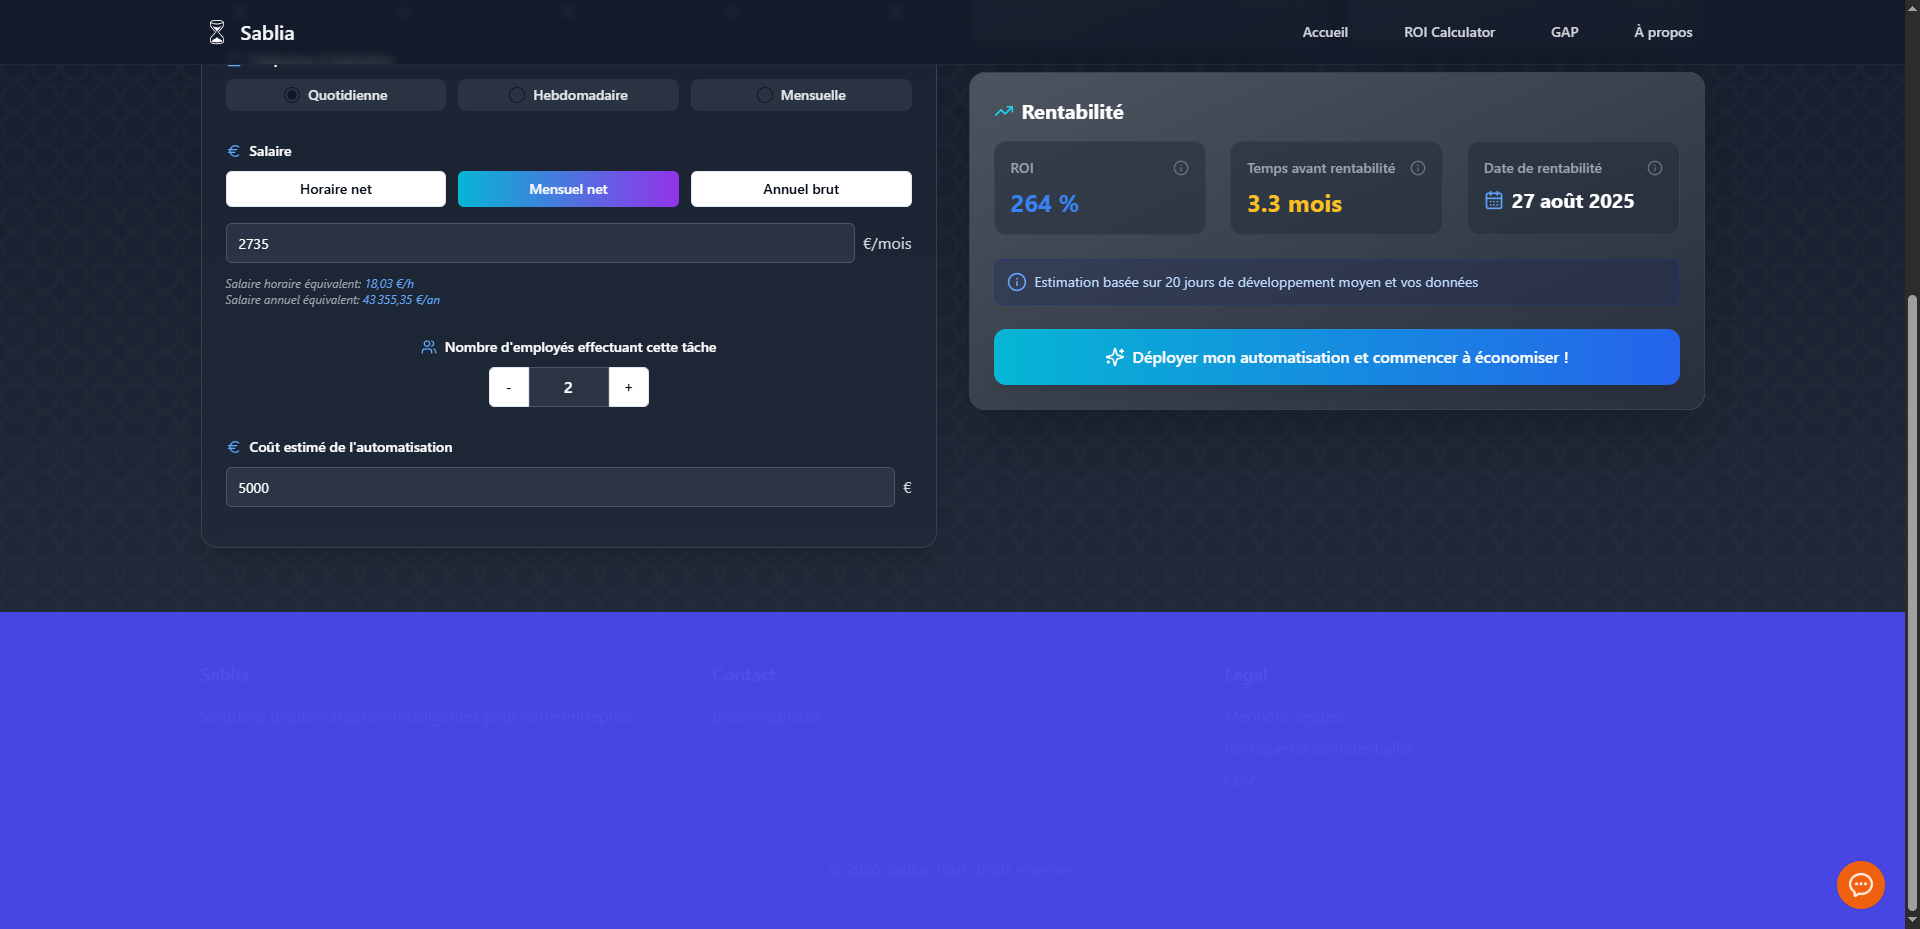 Sablia
Accueil
ROI Calculator
GAP
À propos
Quotidienne
Hebdomadaire
Mensuelle
€ Salaire
Horaire net
Mensuel net
Annuel brut
2735
€/mois
Salaire horaire équivalent: 18,03 €/h
Salaire annuel équivalent: 43 355,35 €/an
Nombre d'employés effectuant cette tâche
- 2 +
€ Coût estimé de l'automatisation
5000
€
Rentabilité
ROI
264 %
Temps avant rentabilité
3.3 mois
Date de rentabilité
27 août 2025
Estimation basée sur 20 jours de développement moyen et vos données
Déployer mon automatisation et commencer à économiser !
Sablia
Solutions d'automatisation intelligentes pour votre entreprise
Contact
Légal
Mentions légales
Politique de confidentialité
CGV
© 2025 Sablia. Tous droits réservés.